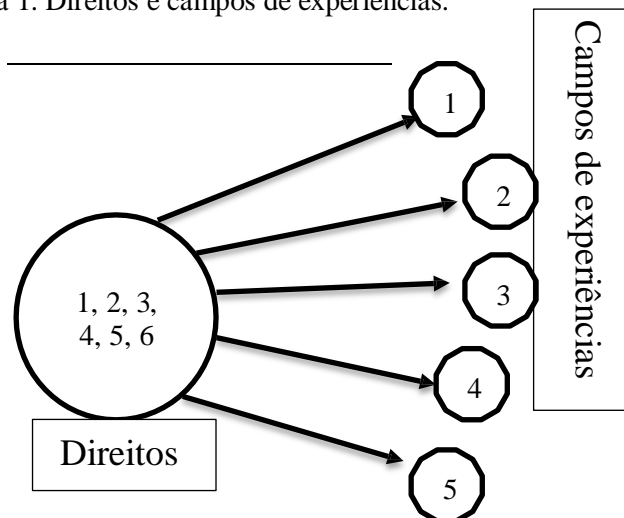 a 1. Direitos e campos de experiências.
1
2
3
4
5
1, 2, 3,
4, 5, 6
Direitos
Campos de experiências